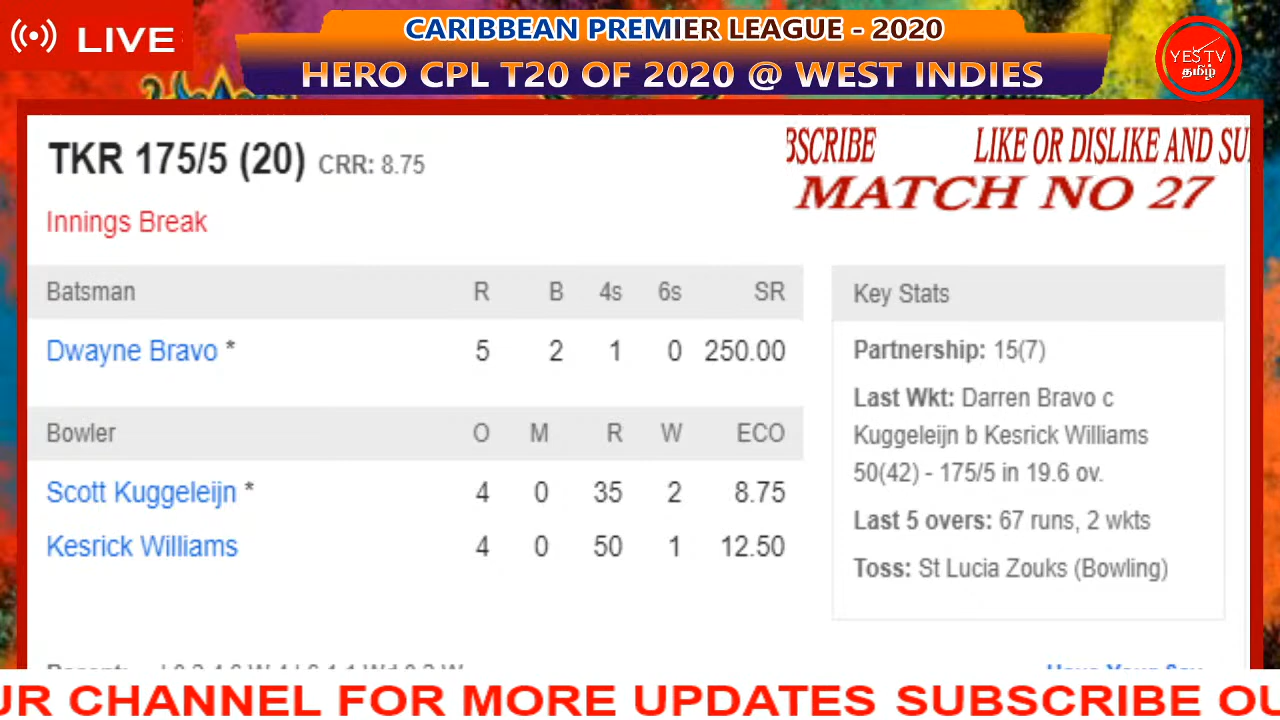 LIVE
CARIBBEAN PREMIER LEAGUE - 2020
HERO CPL T20 OF 2020 @ WEST INDIES
YES TV
தமிழ்
TKR 175/5 (20) CRR: 8.75
LIKE OR DISLIKE AND
MATCH NO 27
Innings Break
Batsman R B 4s 6s SR
Dwayne Bravo * 5 2 1 0 250.00
Bowler O M R W ECO
Scott Kuggeleijn * 4 0 35 2 8.75
Kesrick Williams 4 0 50 1 12.50
Key Stats
Partnership: 15(7)
Last Wkt: Darren Bravo c
Kuggeleijn b Kesrick Williams
50(42) - 175/5 in 19.6 ov.
Last 5 overs: 67 runs, 2 wkts
Toss: St Lucia Zouks (Bowling)
UR CHANNEL FOR MORE UPDATES SUBSCRIBE OU